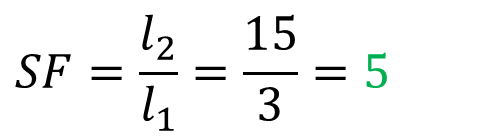 SF = l₂/l₁ = 15/3 = 5